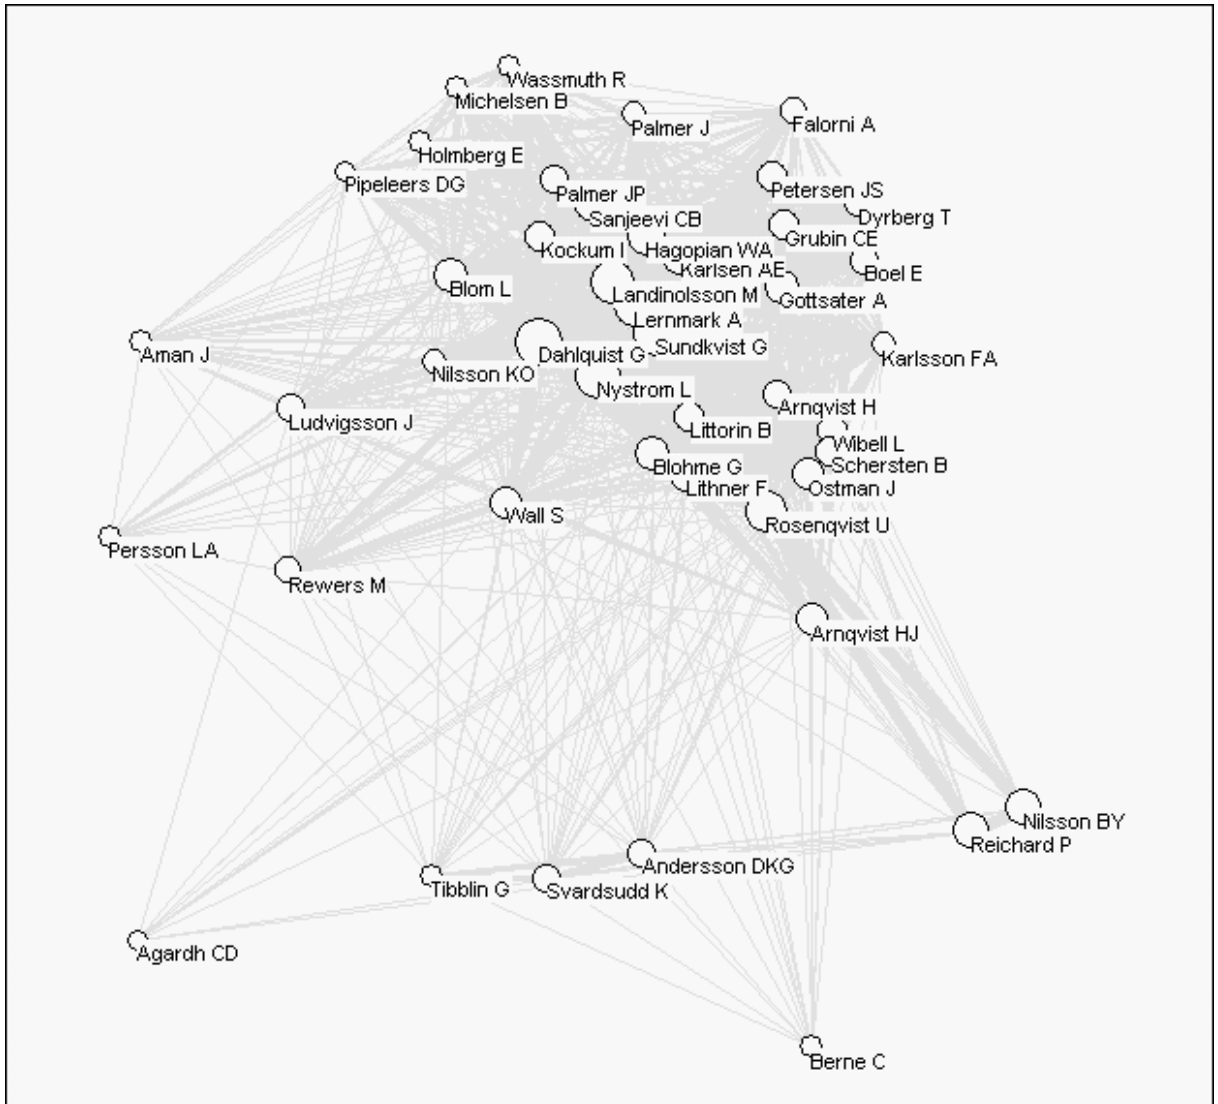 Wassmuth R
Michelsen B
Palmer J
Falorni A
Holmberg E
Pipeleers DG
Palmer JP
Petersen JS
Sanjeevi CB
Dyrberg T
Kockum I
Hagopian WA
Grubin CE
Karlsen AE
Boel E
Blom L
Landinolsson M
Gottsater A
Lernmark A
Aman J
Dahlquist G
Sundkvist G
Karlsson FA
Nilsson KO
Nystrom L
Arnqvist H
Ludvigsson J
Littorin B
Wibell L
Blohme G
Schersten B
Lithner F
Ostman J
Wall S
Rosenqvist U
Persson LA
Rewers M
Arnqvist HJ
Nilsson BY
Reichard P
Andersson DKG
Tibblin G
Svardsudd K
Agardh CD
Berne C